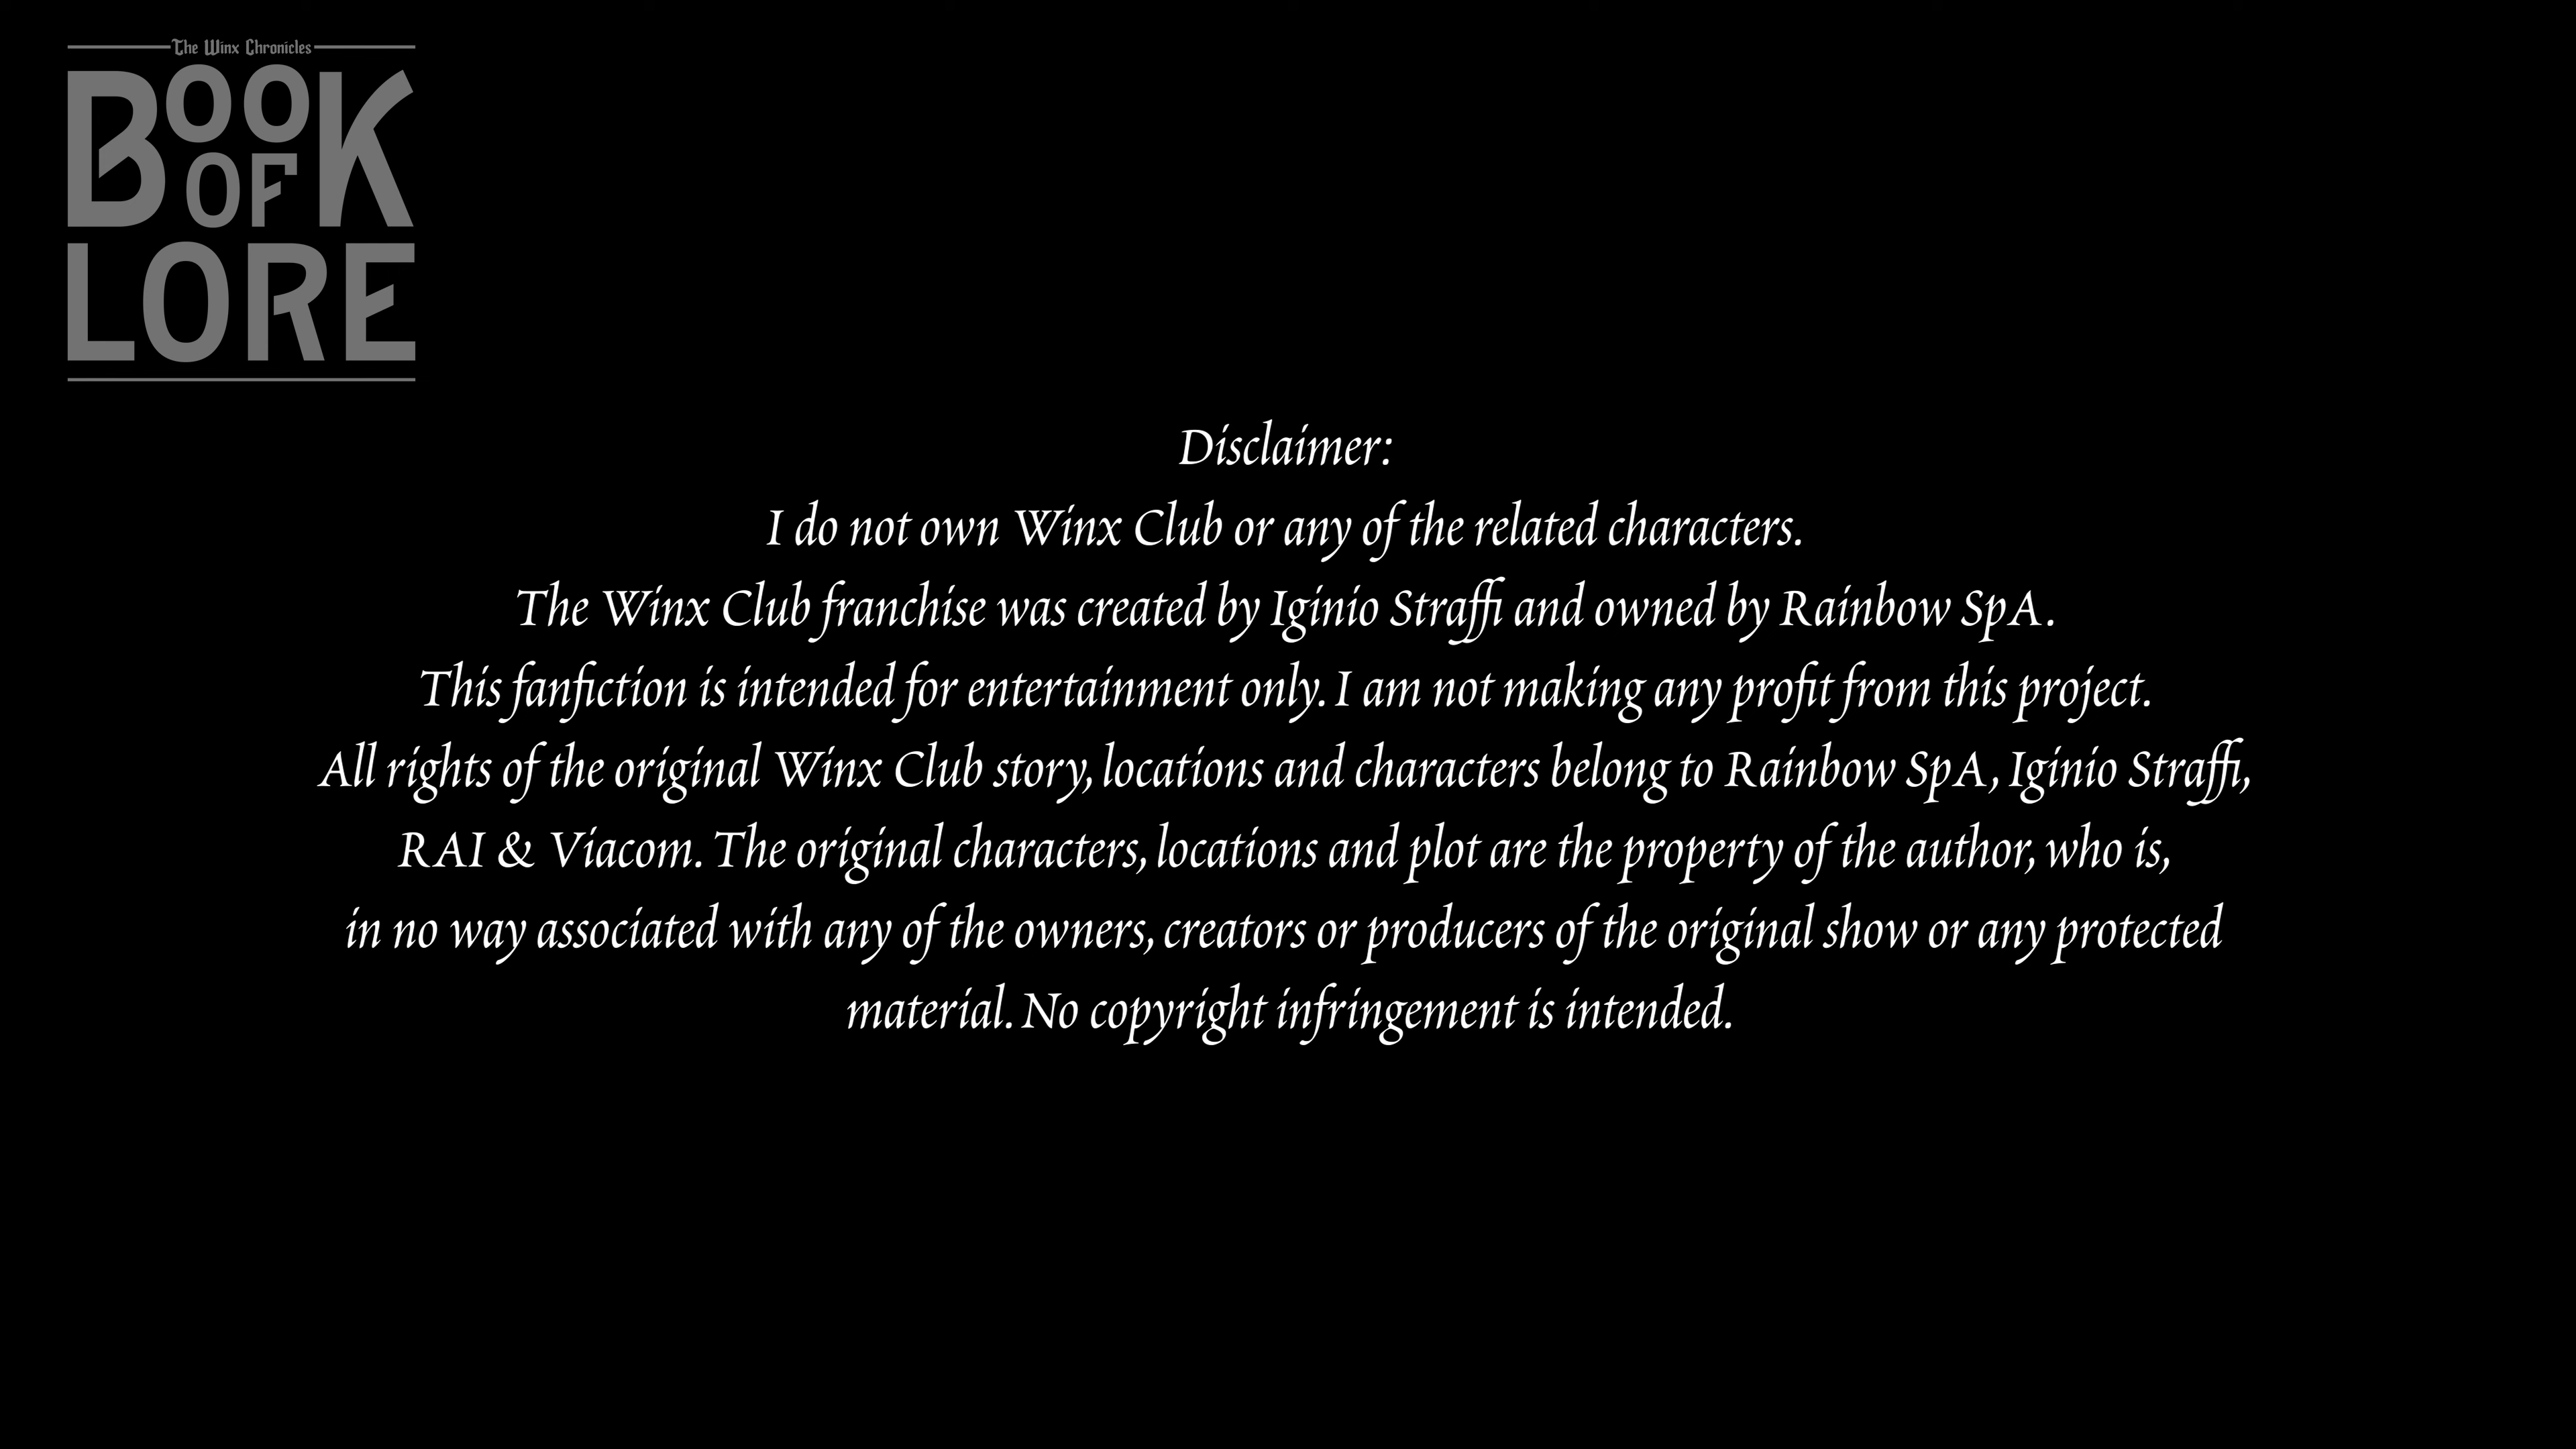 The Winx Chronicles
BOOK
OF
LORE
Disclaimer:
I do not own Winx Club or any of the related characters.
The Winx Club franchise was created by Iginio Straffi and owned by Rainbow SpA.
This fanfiction is intended for entertainment only. I am not making any profit from this project.
All rights of the original Winx Club story, locations and characters belong to Rainbow SpA, Iginio Straffi,
RAI & Viacom. The original characters, locations and plot are the property of the author, who is,
in no way associated with any of the owners, creators or producers of the original show or any protected
material. No copyright infringement is intended.